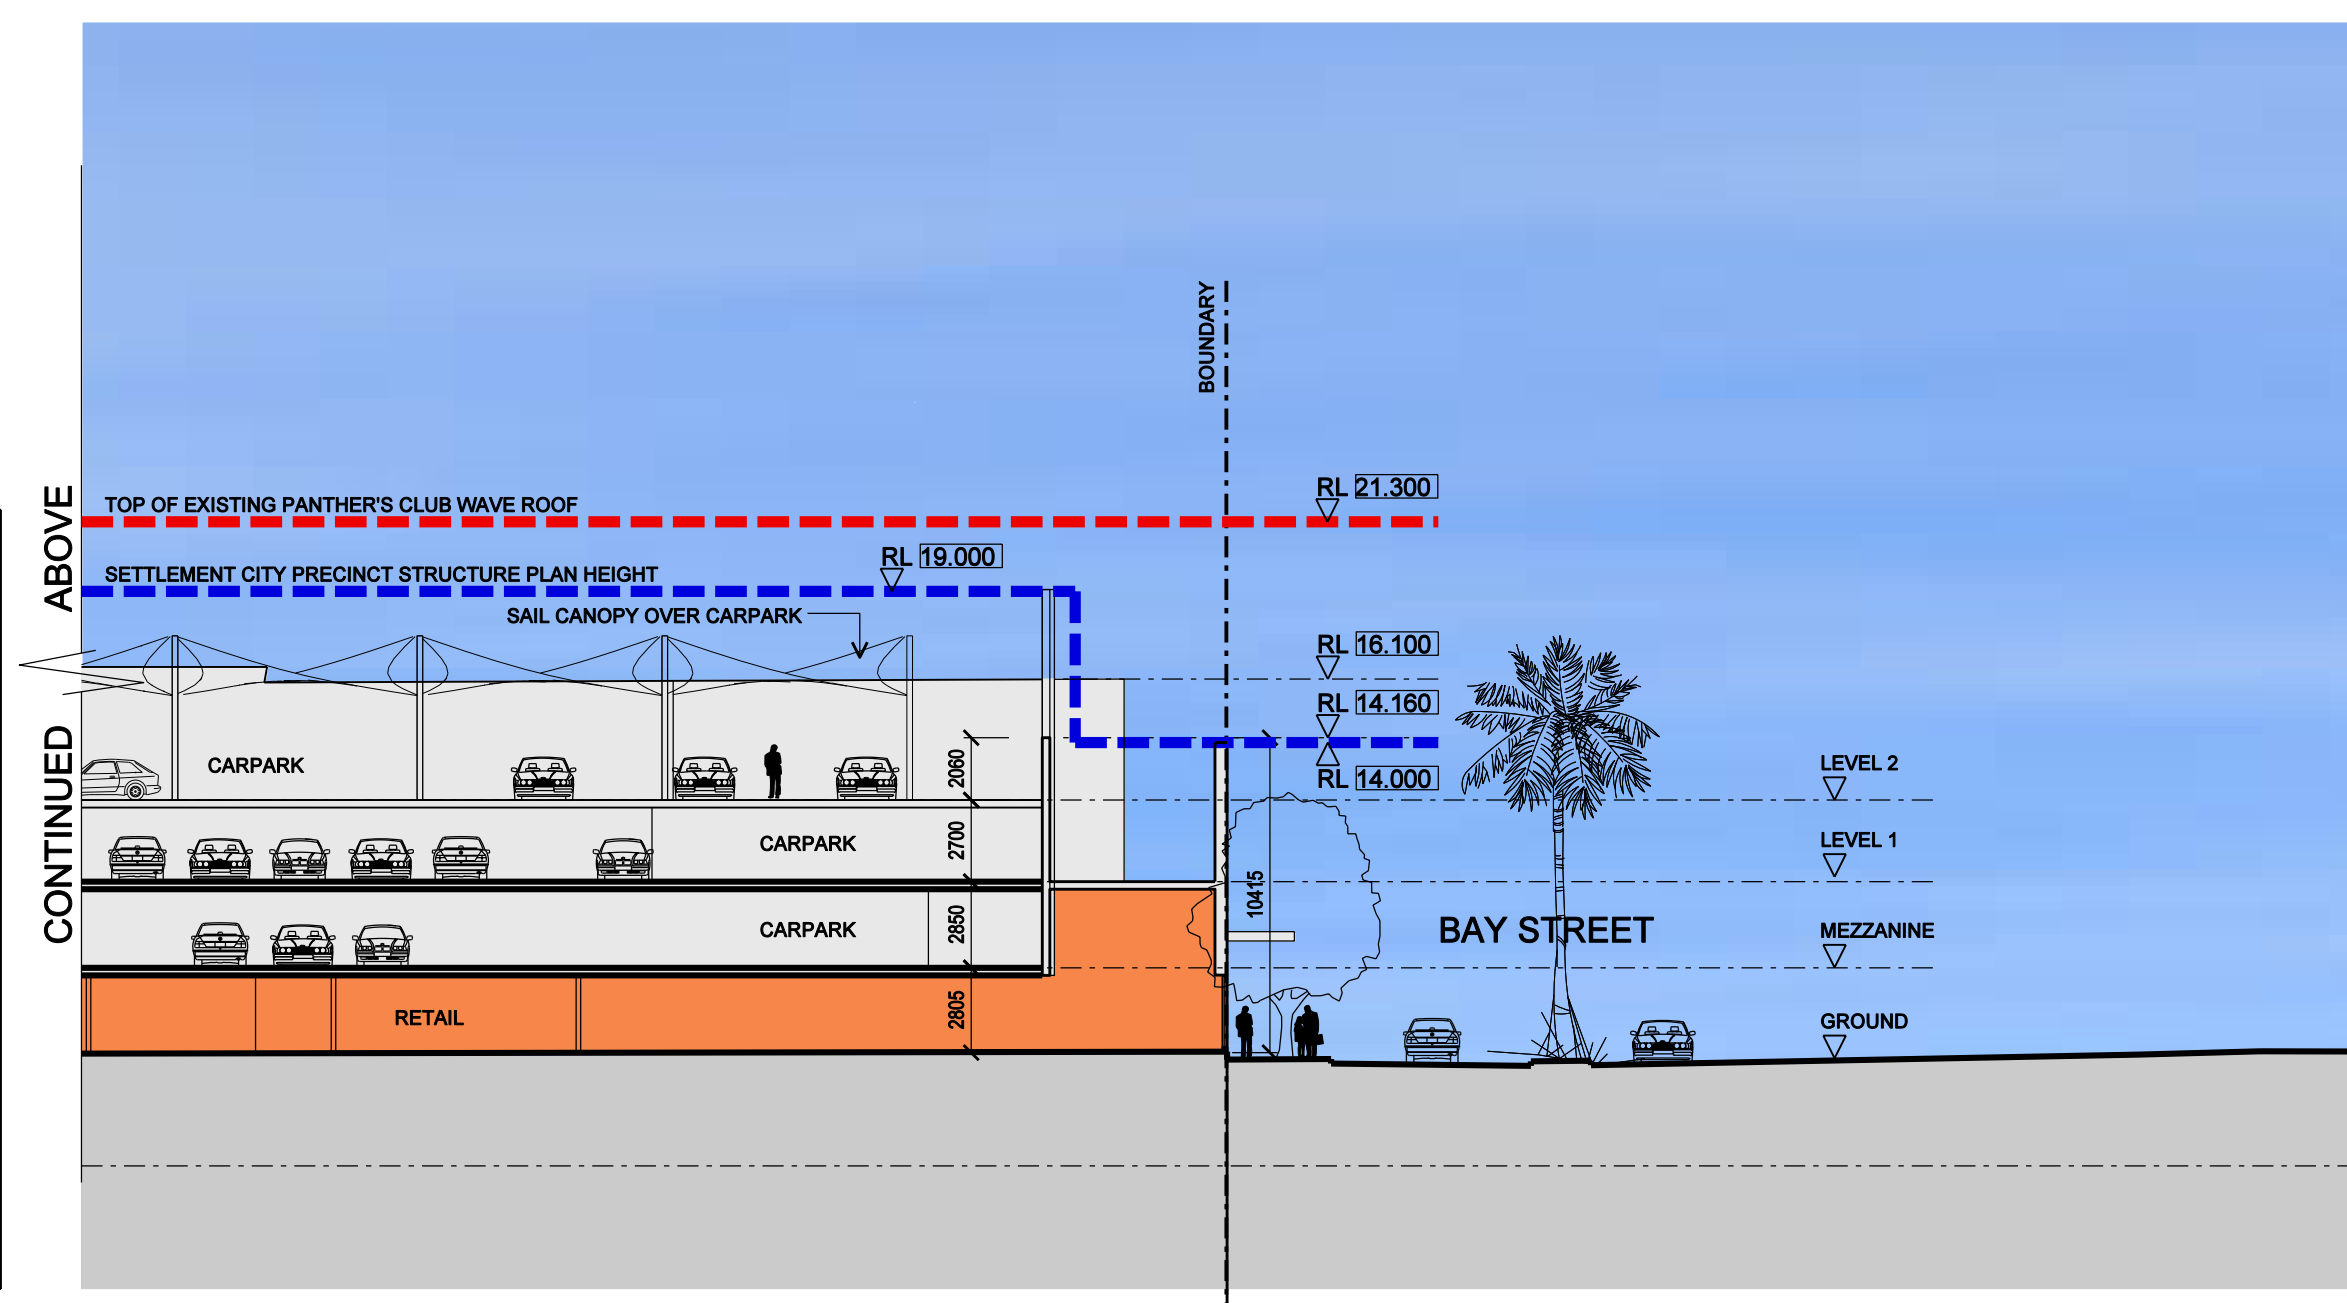 BOUNDARY
TOP OF EXISTING PANTHER'S CLUB WAVE ROOF
RL 21.300
ABOVE
CONTINUED
SETTLEMENT CITY PRECINCT STRUCTURE PLAN HEIGHT
RL 19.000
SAIL CANOPY OVER CARPARK
RL 16.100
RL 14.160
RL 14.000
CARPARK
2060
LEVEL 2
CARPARK
2700
LEVEL 1
10415
CARPARK
2850
BAY STREET
MEZZANINE
RETAIL
2805
GROUND